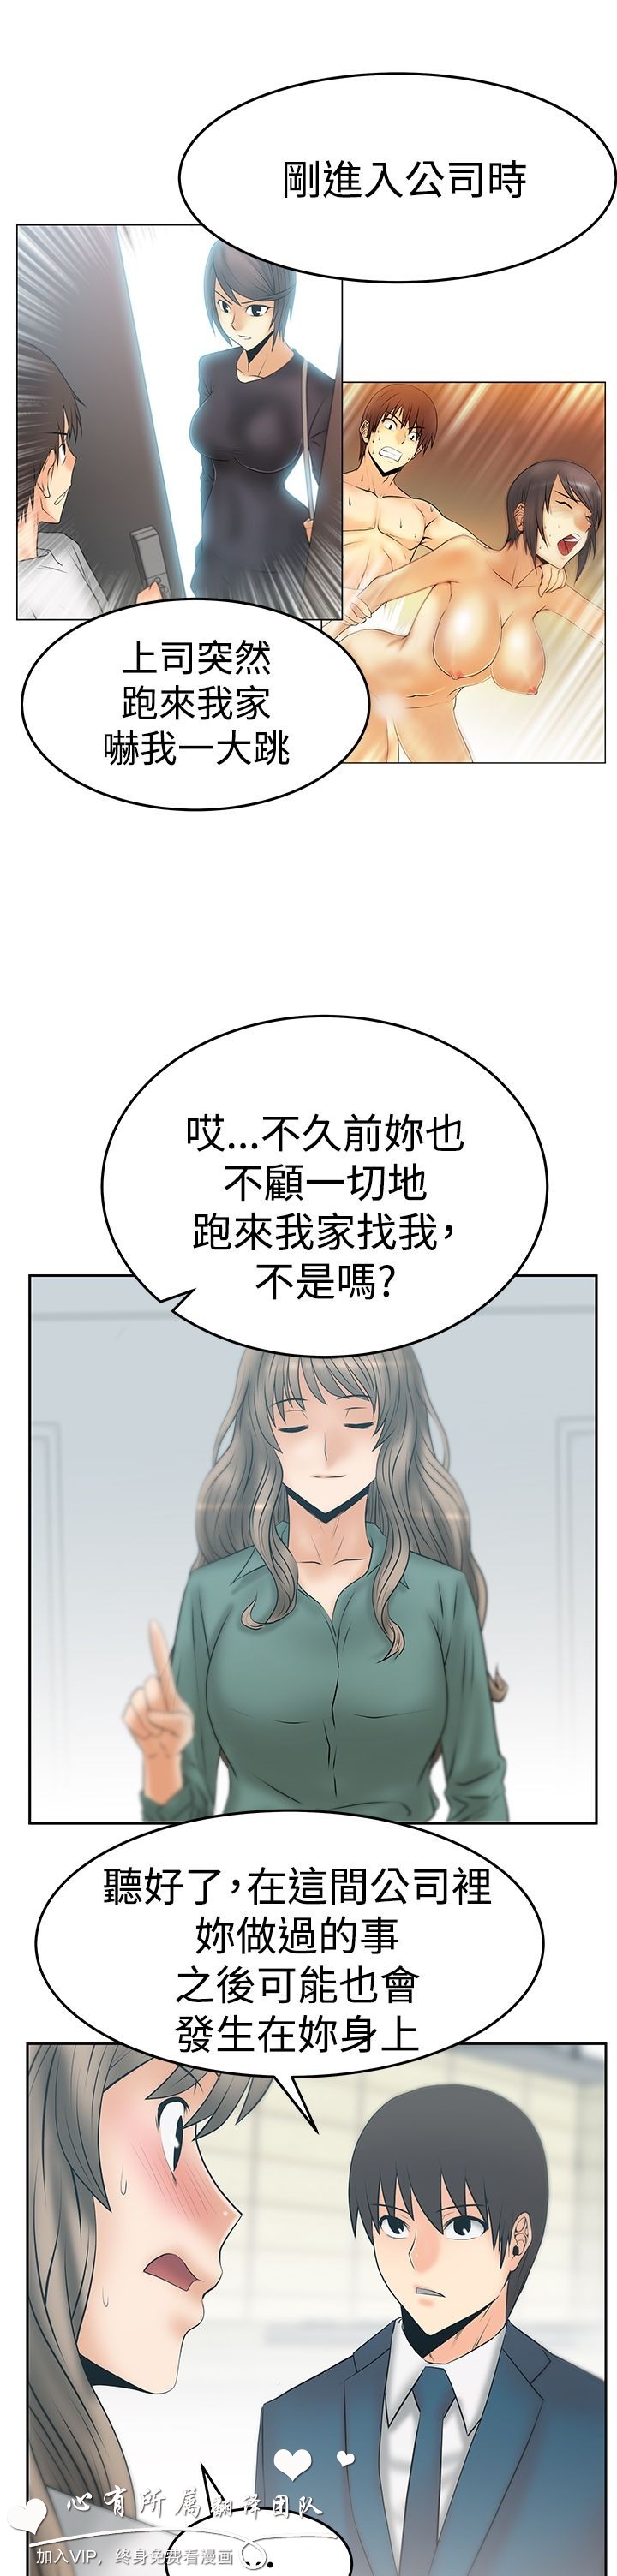 剛進入公司時
上司突然
跑來我家
嚇我一大跳
哎...不久前妳也
不顧一切地
跑來我家找我，
不是嗎?
聽好了，在這間公司裡
妳做過的事
之後可能也會
發生在妳身上
心有所属翻译团队
加入VIP，终身免费看漫画
...